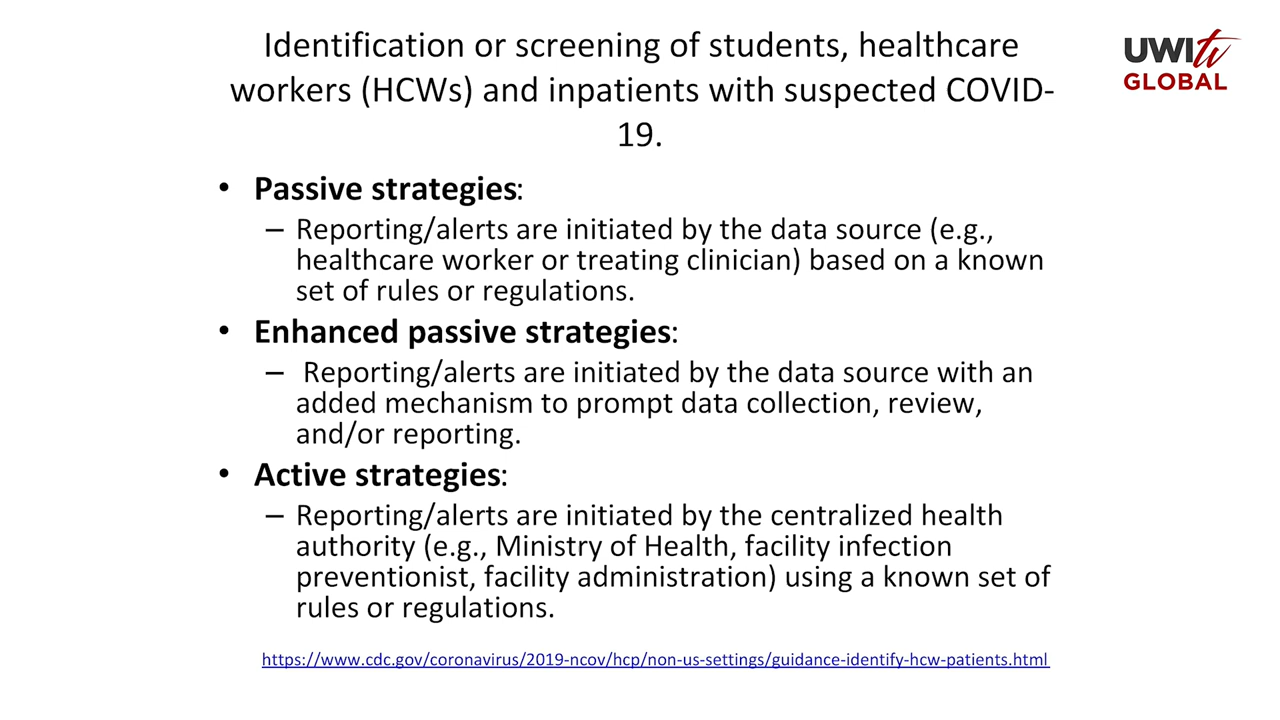 Identification or screening of students, healthcare
workers (HCWs) and inpatients with suspected COVID-
19.
UWItv
GLOBAL
• Passive strategies:
– Reporting/alerts are initiated by the data source (e.g.,
healthcare worker or treating clinician) based on a known
set of rules or regulations.
• Enhanced passive strategies:
– Reporting/alerts are initiated by the data source with an
added mechanism to prompt data collection, review,
and/or reporting.
• Active strategies:
– Reporting/alerts are initiated by the centralized health
authority (e.g., Ministry of Health, facility infection
preventionist, facility administration) using a known set of
rules or regulations.
https://www.cdc.gov/coronavirus/2019-ncov/hcp/non-us-settings/guidance-identify-hcw-patients.html